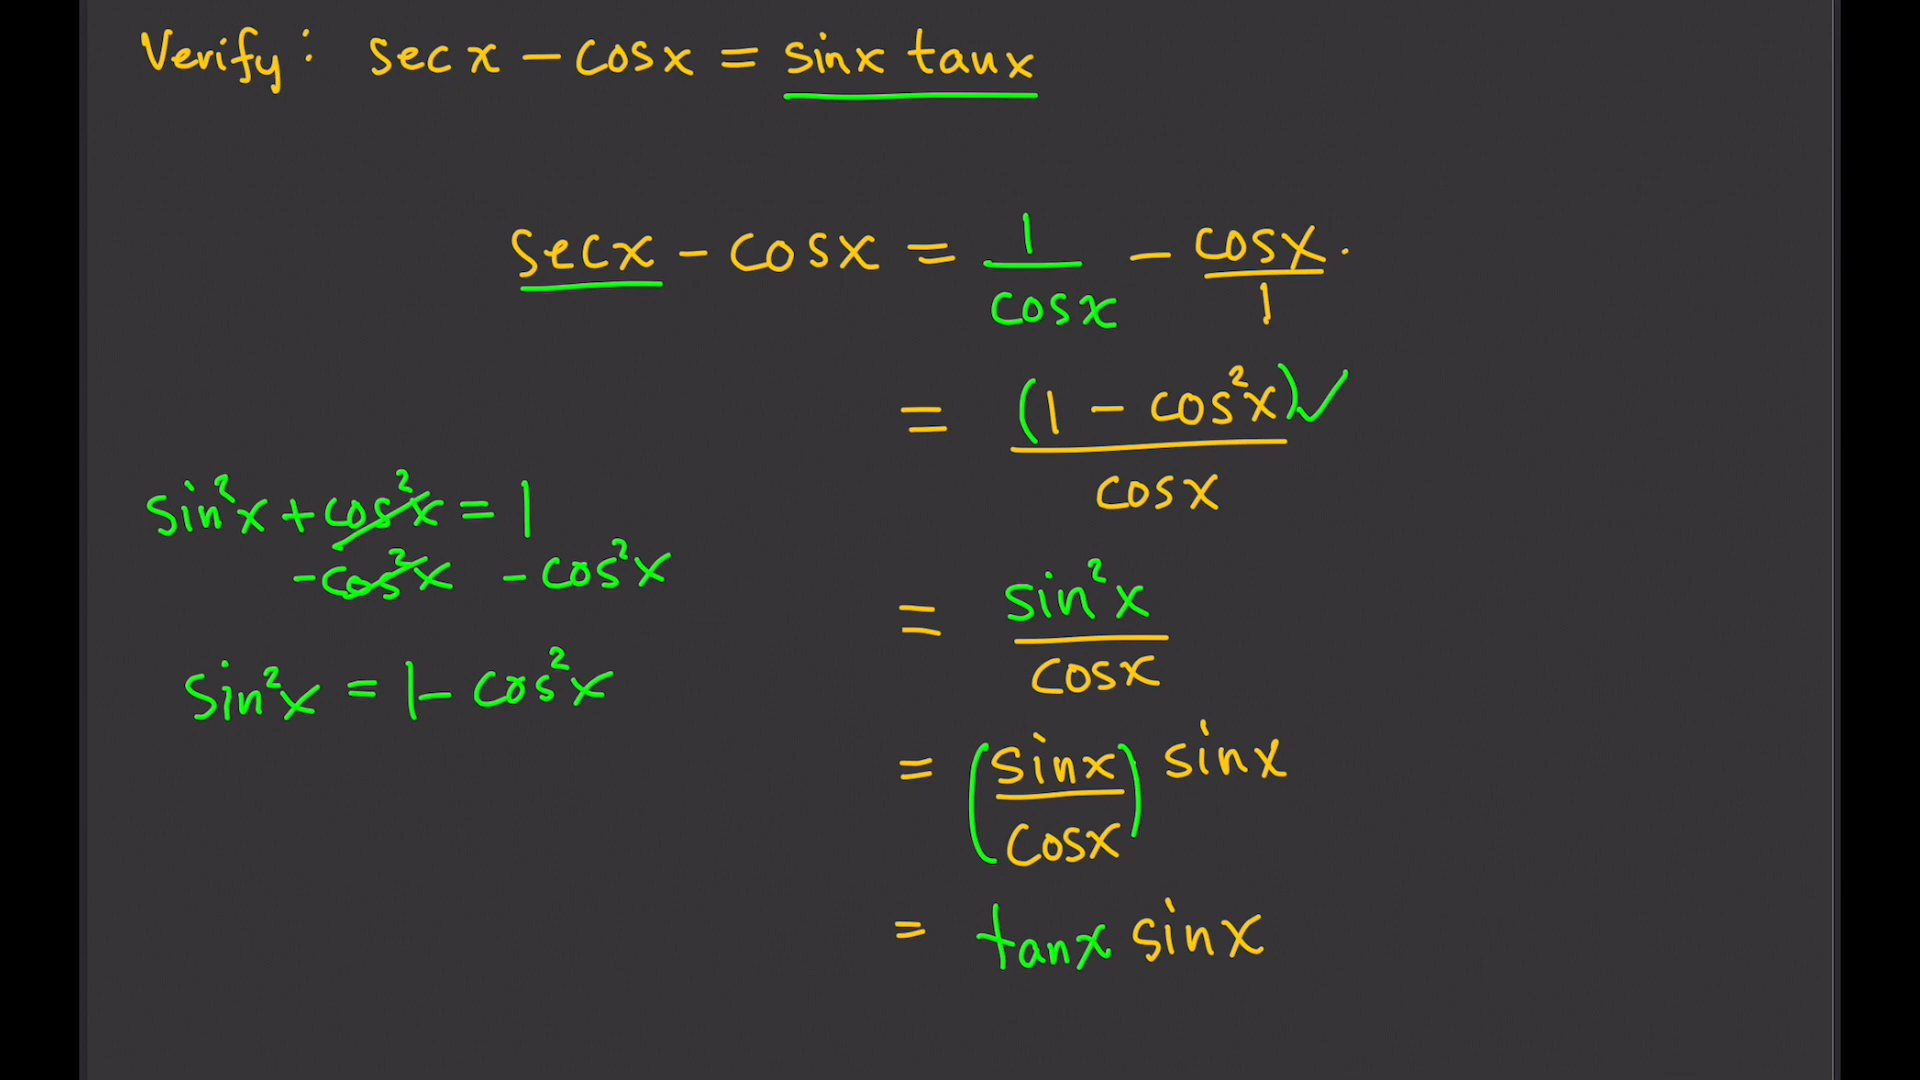 Verify: sec x - cos x = sin x tan x
sec x - cos x = 1/cos x - cos x/1 .
= (1 - cos²x)✓/cos x
sin²x + cos²x = 1
-cos²x - cos²x
= sin²x/cos x
sin²x = 1 - cos²x
= (sin x/cos x) sin x
= tan x sin x